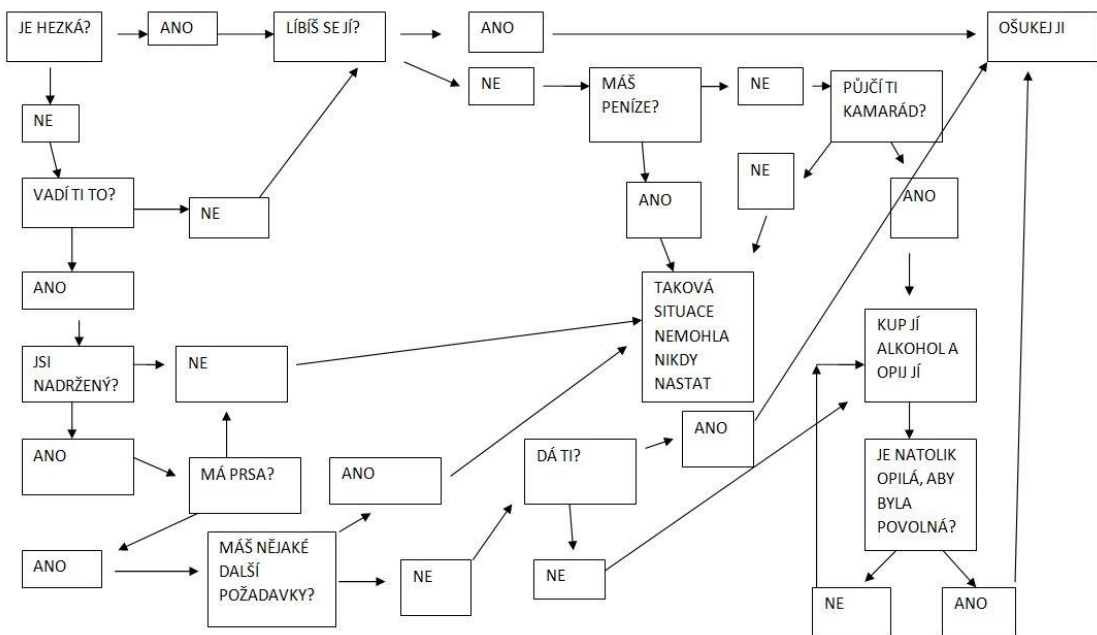 JE HEZKÁ?
ANO
LÍBÍŠ SE JÍ?
ANO
OŠUKEJ JI
NE
MÁŠ
PENÍZE?
NE
PŮJČÍ TI
KAMARÁD?
NE
VADÍ TI TO?
NE
ANO
NE
ANO
ANO
TAKOVÁ
SITUACE
NEMOHLA
NIKDY
NASTAT
KUP JÍ
ALKOHOL A
OPIJ JÍ
JSI
NADRŽENÝ?
NE
ANO
MÁ PRSA?
ANO
DÁ TI?
ANO
JE NATOLIK
OPILÁ, ABY
BYLA
POVOLNÁ?
ANO
MÁŠ NĚJAKÉ
DALŠÍ
POŽADAVKY?
NE
NE
NE
ANO